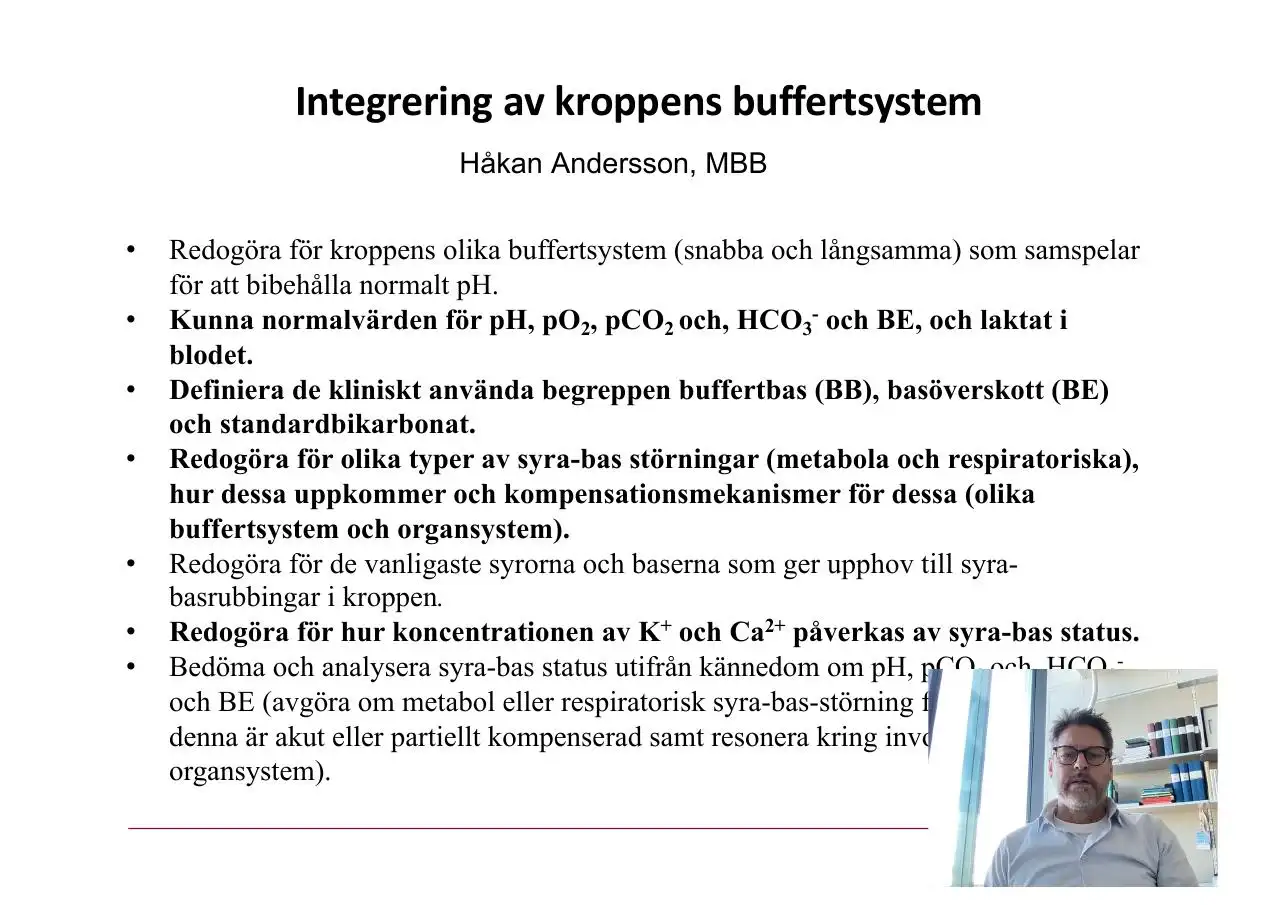 Integrering av kroppens buffertsystem
Håkan Andersson, MBB
• Redogöra för kroppens olika buffertsystem (snabba och långsamma) som samspelar
för att bibehålla normalt pH.
• Kunna normalvärden för pH, pO₂, pCO₂ och, HCO₃⁻ och BE, och laktat i
blodet.
• Definiera de kliniskt använda begreppen buffertbas (BB), basöverskott (BE)
och standardbikarbonat.
• Redogöra för olika typer av syra-bas störningar (metabola och respiratoriska),
hur dessa uppkommer och kompensationsmekanismer för dessa (olika
buffertsystem och organsystem).
• Redogöra för de vanligaste syrorna och baserna som ger upphov till syra-
basrubbingar i kroppen.
• Redogöra för hur koncentrationen av K⁺ och Ca²⁺ påverkas av syra-bas status.
• Bedöma och analysera syra-bas status utifrån kännedom om pH, pCO₂ och, HCO₃⁻
och BE (avgöra om metabol eller respiratorisk syra-bas-störning
denna är akut eller partiellt kompenserad samt resonera kring
organsystem).